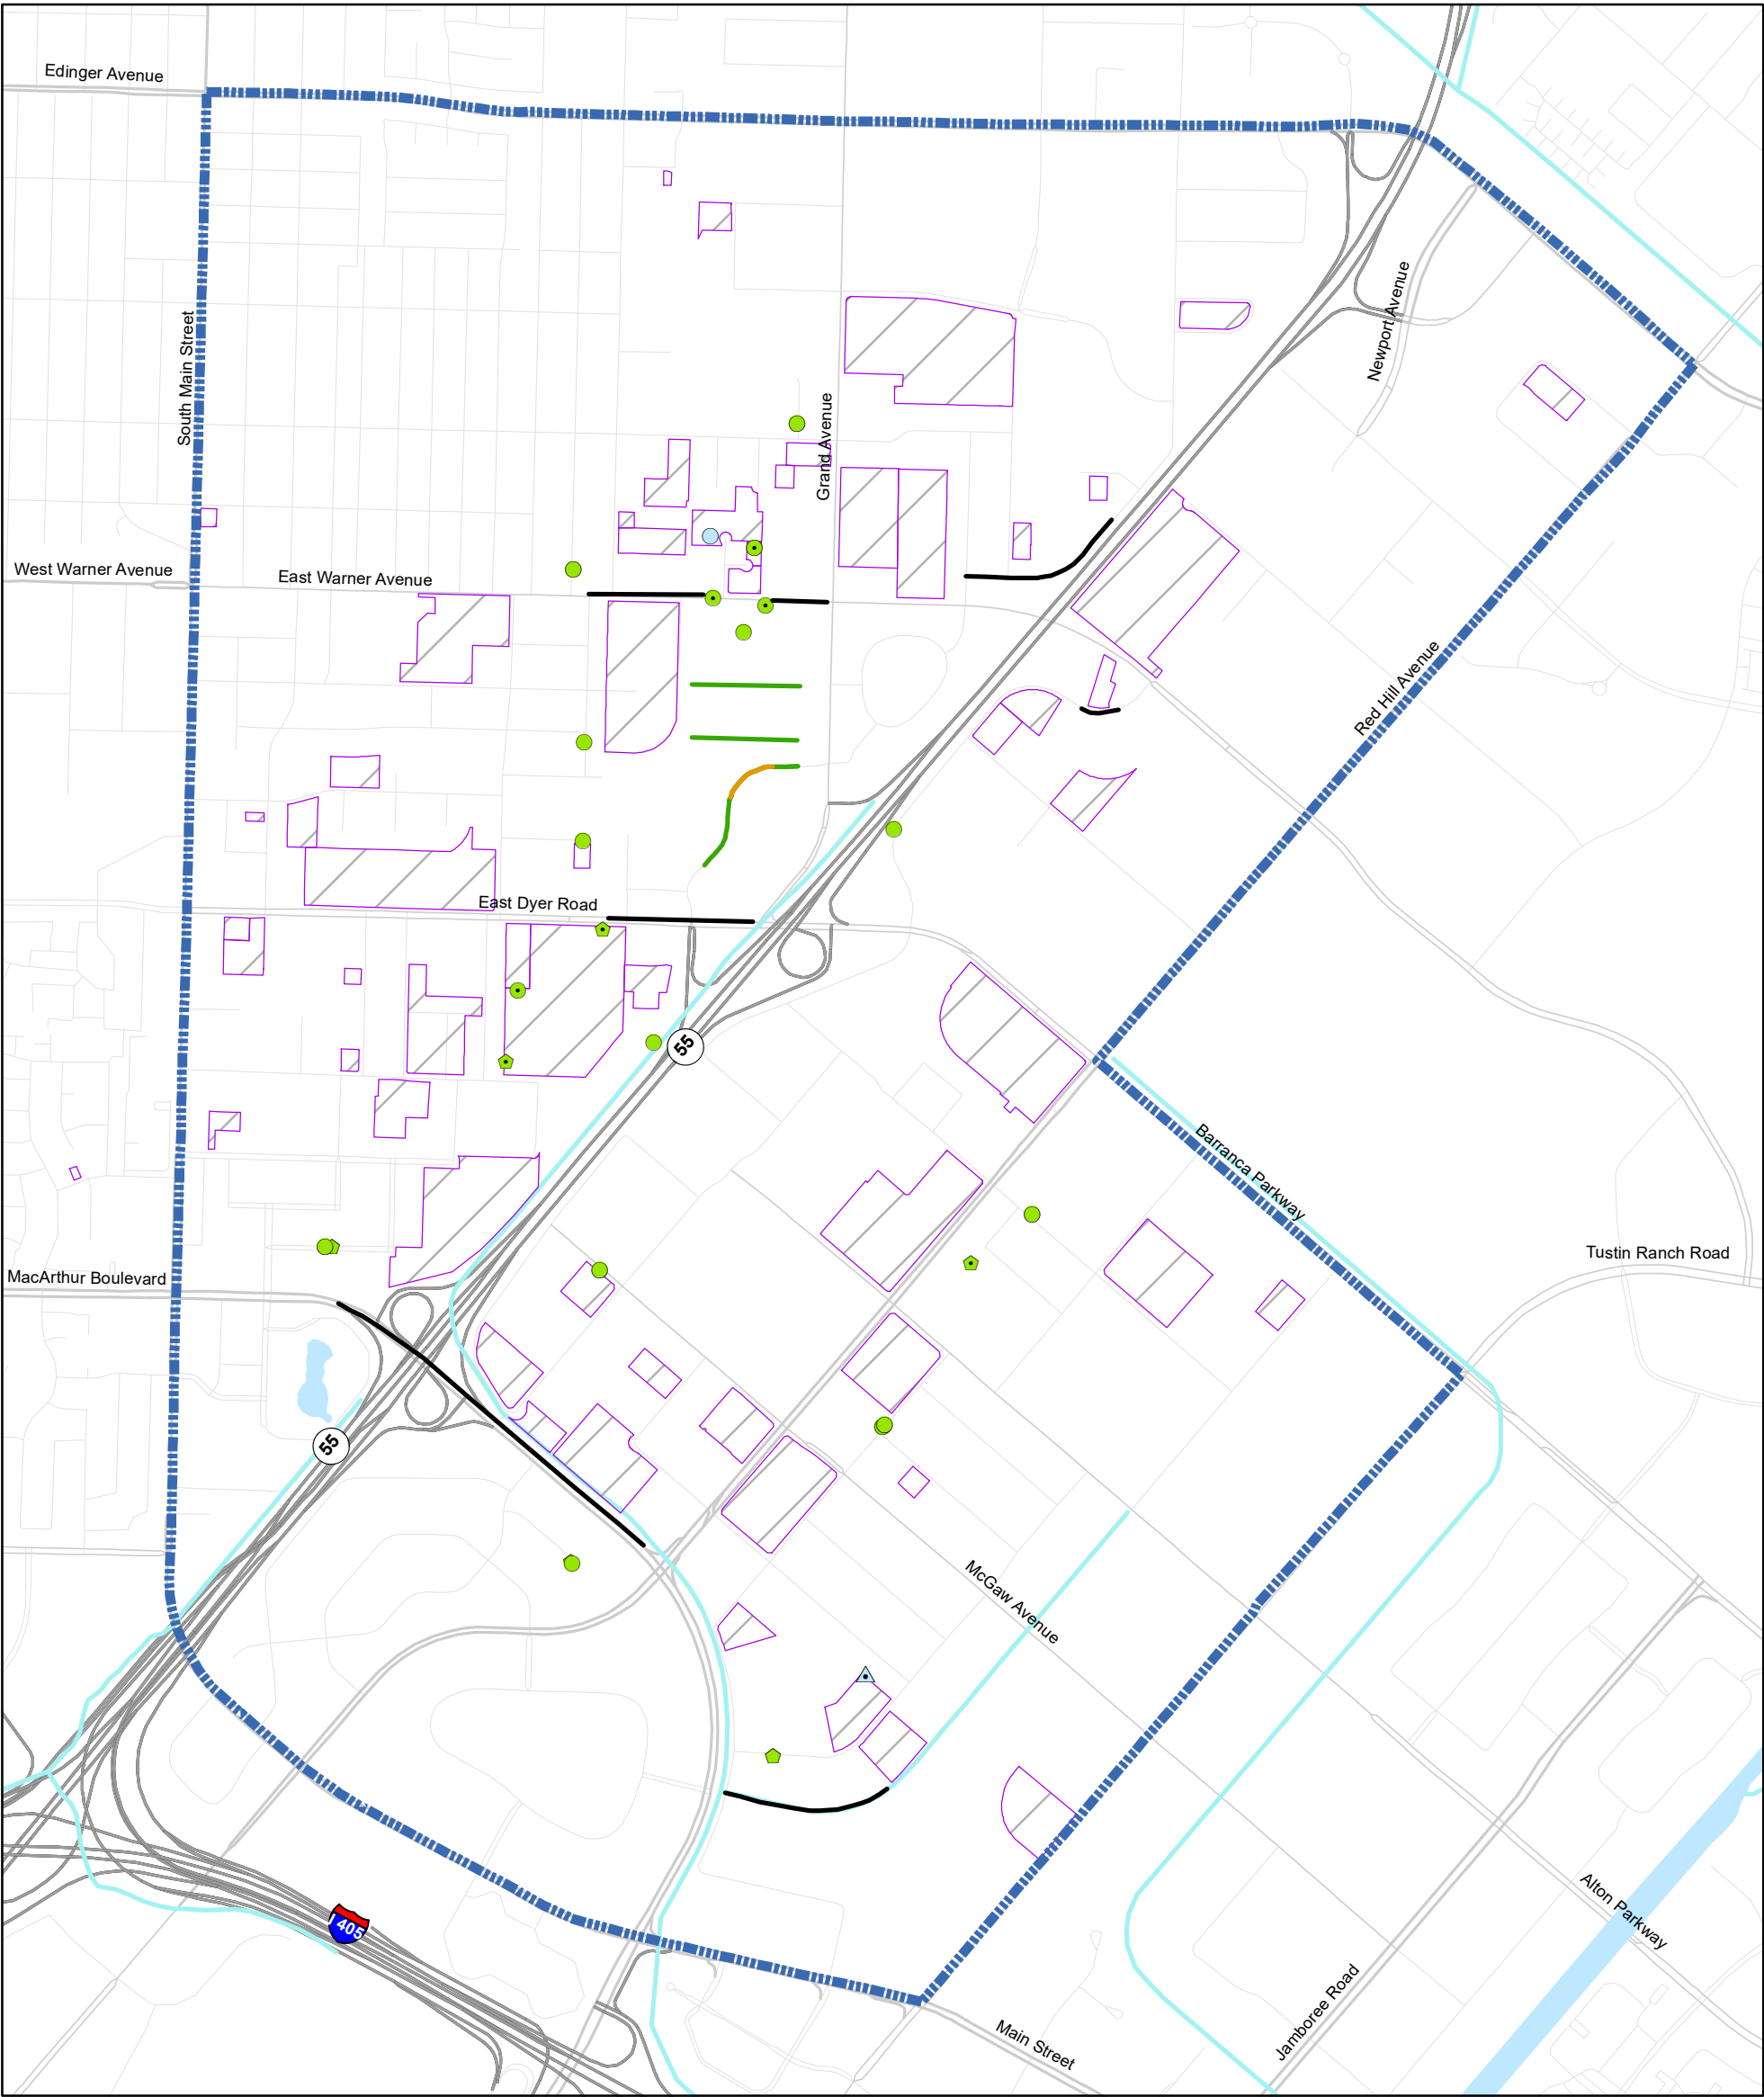 Edinger Avenue
Newport Avenue
South Main Street
Grand Avenue
West Warner Avenue
East Warner Avenue
Red Hill Avenue
East Dyer Road
55
Barranca Parkway
Tustin Ranch Road
MacArthur Boulevard
55
McGaw Avenue
Alton Parkway
I 405
Jamboree Road
Main Street